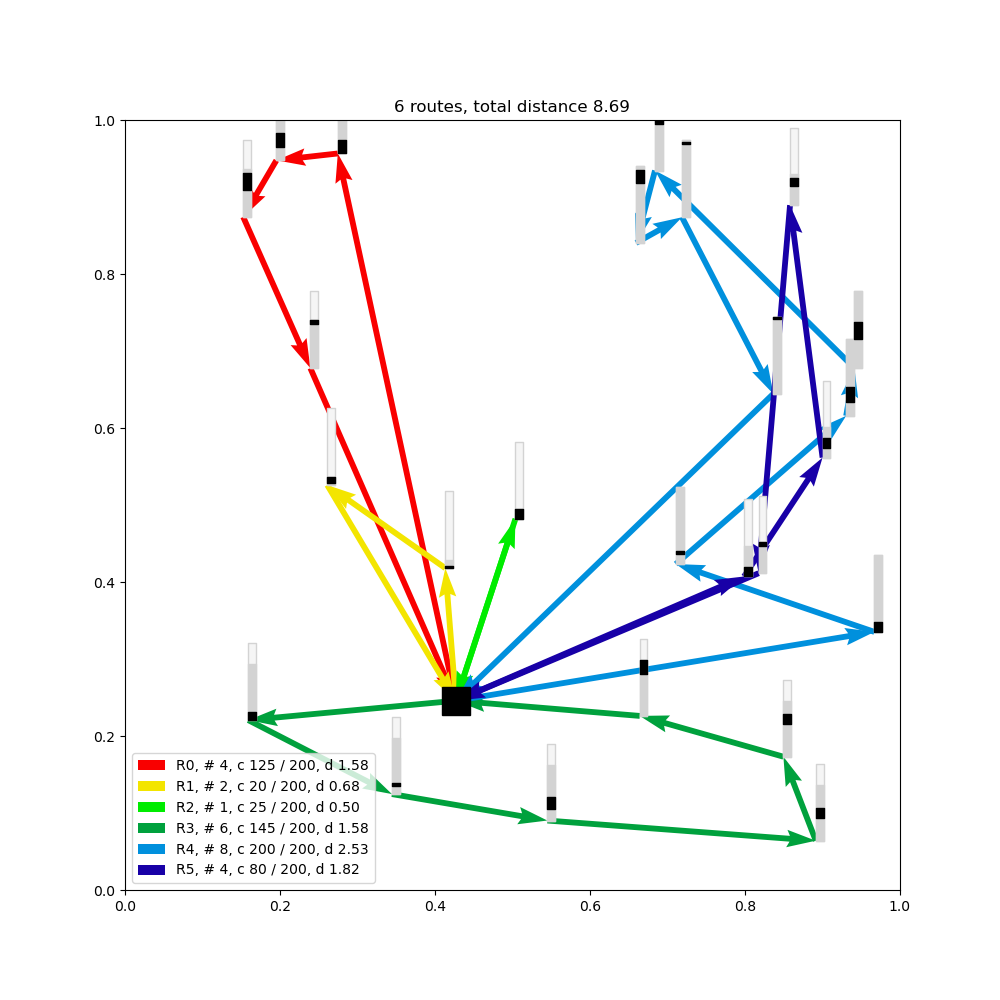 6 routes, total distance 8.69
1.0
0.8
0.6
0.4
0.2
0.0
R0, # 4, c 125 / 200, d 1.58
R1, # 2, c 20 / 200, d 0.68
R2, # 1, c 25 / 200, d 0.50
R3, # 6, c 145 / 200, d 1.58
R4, # 8, c 200 / 200, d 2.53
R5, # 4, c 80 / 200, d 1.82
0.0 0.2 0.4 0.6 0.8 1.0